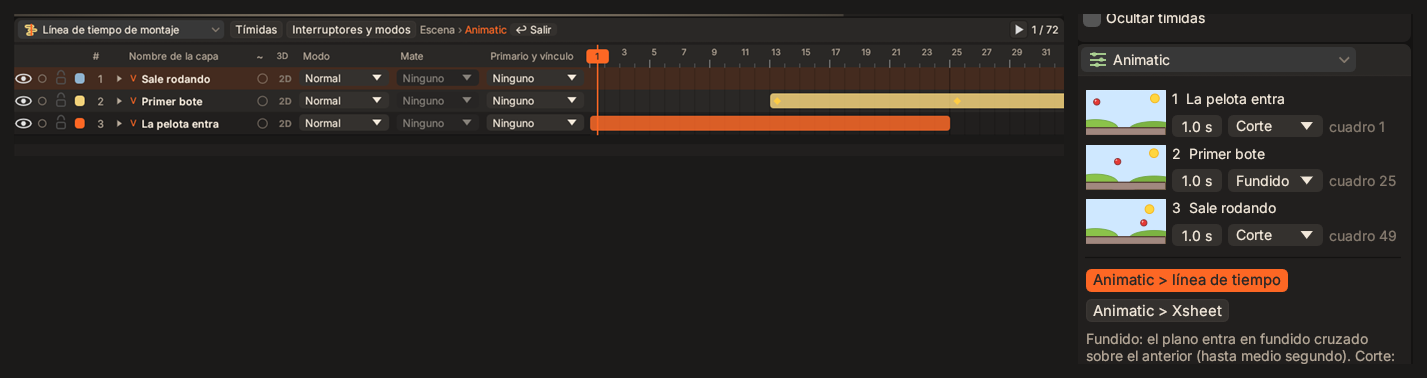 Línea de tiempo de montaje Tímidas Interruptores y modos Escena › Animatic Salir 1 / 72
# Nombre de la capa ~ 3D Modo Mate Primario y vínculo 1 3 5 7 9 11 13 15 17 19 21 23 25 27 29 31
1 V Sale rodando 2D Normal Ninguno Ninguno
2 V Primer bote 2D Normal Ninguno Ninguno
3 V La pelota entra 2D Normal Ninguno Ninguno
Ocultar tímidas
Animatic
1 La pelota entra
1.0 s Corte cuadro 1
2 Primer bote
1.0 s Fundido cuadro 25
3 Sale rodando
1.0 s Corte cuadro 49
Animatic > línea de tiempo
Animatic > Xsheet
Fundido: el plano entra en fundido cruzado
sobre el anterior (hasta medio segundo). Corte: